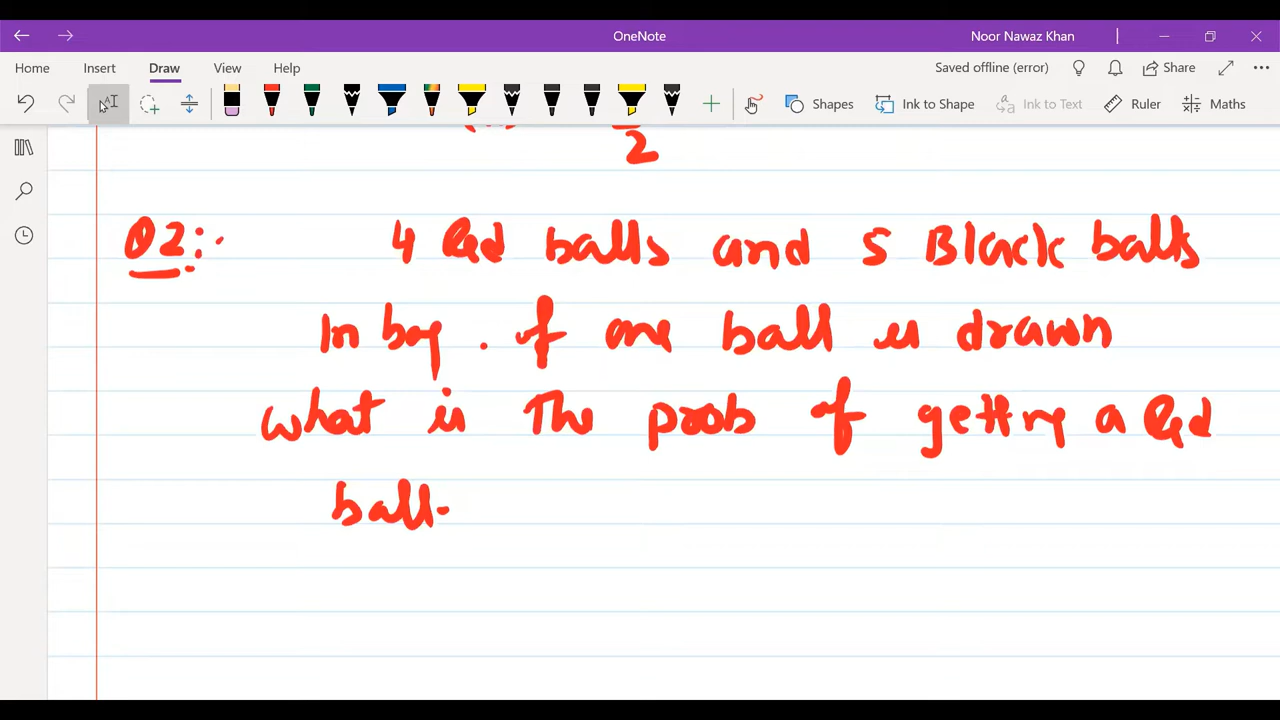 OneNote
Noor Nawaz Khan
Home Insert Draw View Help
Saved offline (error)
Share
Shapes
Ink to Shape
Ink to Text
Ruler
Maths
2
Q2:-
4 Red balls and 5 Black balls
In bag . if one ball is drawn
what is The prob of getting a Red
ball.